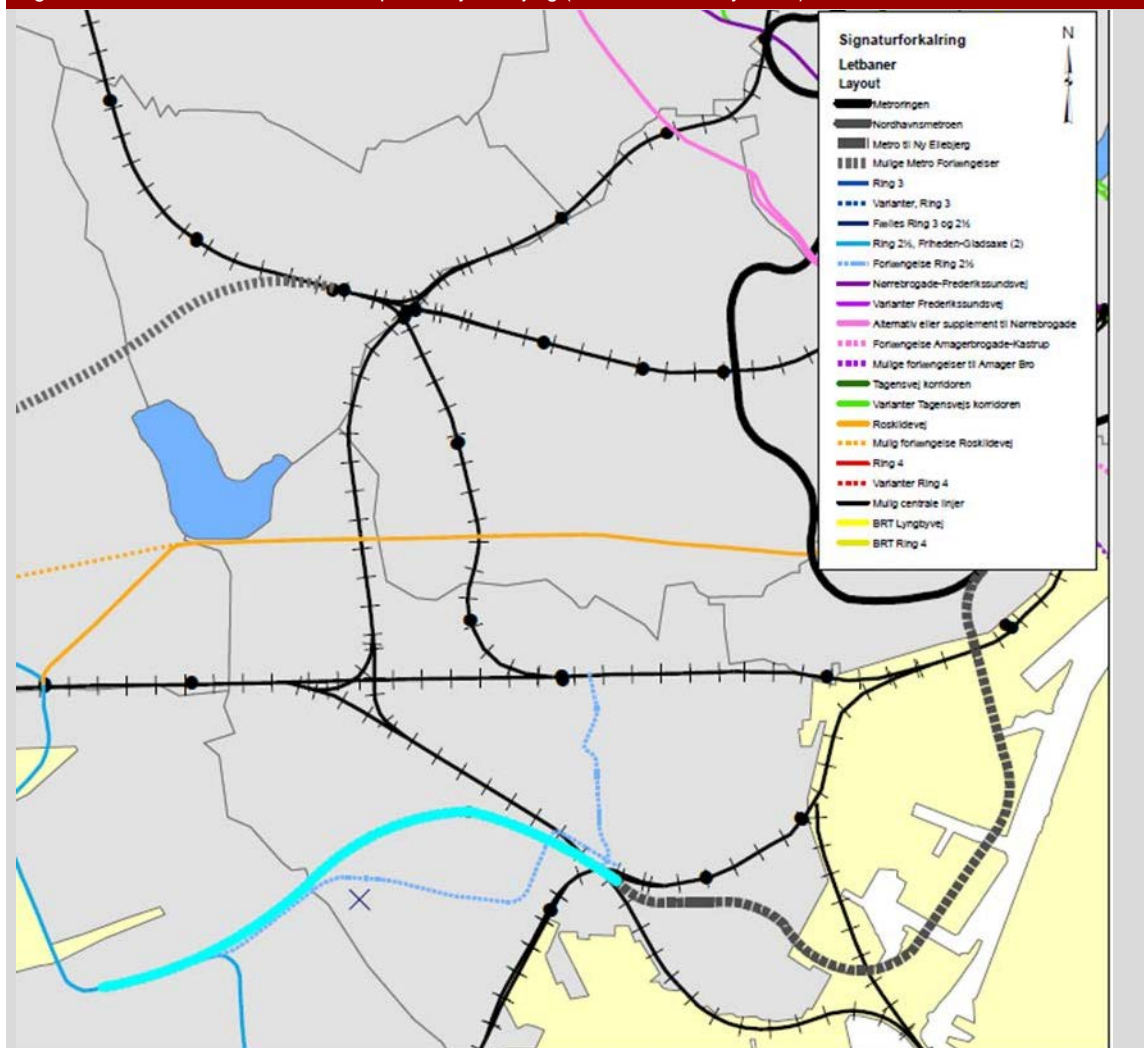 Signaturforkalring
N
Letbaner
Layout
Metroringen
Nordhavnsmetroen
Metro til Ny Ellebjerg
Mulige Metro Forlængelser
Ring 3
Varianter, Ring 3
Fælles Ring 3 og 2½
Ring 2½, Friheden-Gladsaxe (2)
Forlængelse Ring 2½
Nørrebrogade-Frederikssundsvej
Varianter Frederikssundsvej
Alternativ eller supplement til Nørrebrogade
Forlængelse Amagerbrogade-Kastrup
Mulige forlængelser til Amager Bro
Tagensvej korridoren
Varianter Tagensvejs korridoren
Roskildevej
Mulig forlængelse Roskildevej
Ring 4
Varianter Ring 4
Mulig centrale linjer
BRT Lyngbyvej
BRT Ring 4